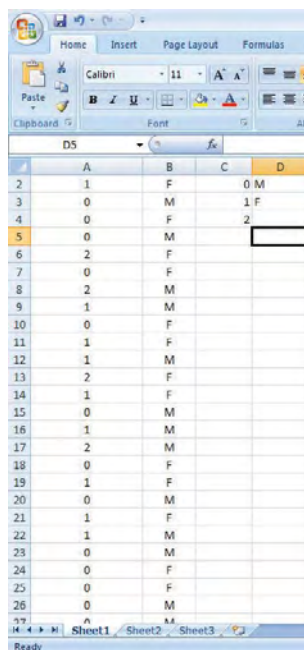 Home Insert Page Layout Formulas
Paste
Calibri 11 A A
B I U A
Clipboard Font
D5 fx
A B C D
2 1 F 0 M
3 0 M 1 F
4 0 F 2
5 0 M
6 2 F
7 0 F
8 2 M
9 1 M
10 0 F
11 1 F
12 1 M
13 2 F
14 1 F
15 0 M
16 1 M
17 2 M
18 0 F
19 1 F
20 0 M
21 1 F
22 1 M
23 0 M
24 0 F
25 0 F
26 0 M
27 0 M
Sheet1 Sheet2 Sheet3
Ready